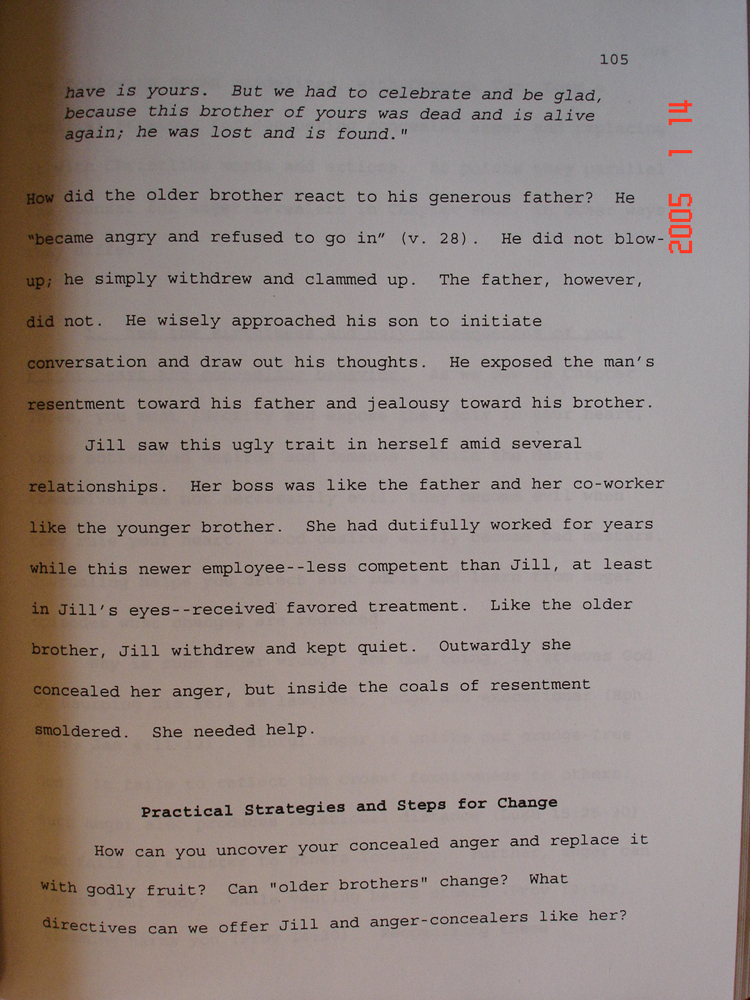 105
have is yours. But we had to celebrate and be glad,
because this brother of yours was dead and is alive
again; he was lost and is found."
How did the older brother react to his generous father? He
"became angry and refused to go in" (v. 28). He did not blow-
up; he simply withdrew and clammed up. The father, however,
did not. He wisely approached his son to initiate
conversation and draw out his thoughts. He exposed the man's
resentment toward his father and jealousy toward his brother.
Jill saw this ugly trait in herself amid several
relationships. Her boss was like the father and her co-worker
like the younger brother. She had dutifully worked for years
while this newer employee--less competent than Jill, at least
in Jill's eyes--received favored treatment. Like the older
brother, Jill withdrew and kept quiet. Outwardly she
concealed her anger, but inside the coals of resentment
smoldered. She needed help.
Practical Strategies and Steps for Change
How can you uncover your concealed anger and replace it
with godly fruit? Can "older brothers" change? What
directives can we offer Jill and anger-concealers like her?
2005 1 14